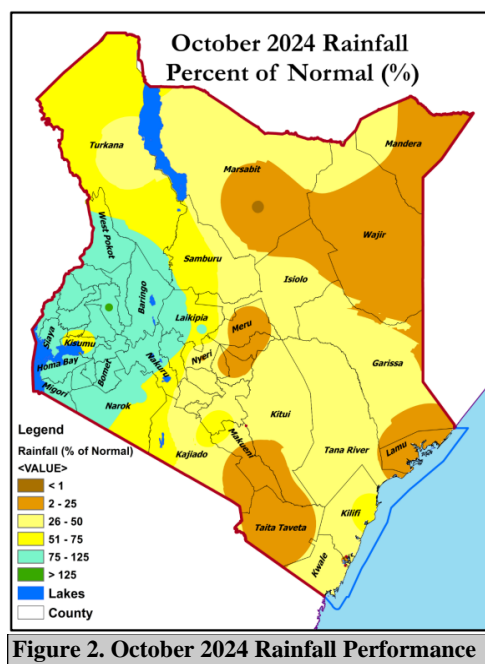 October 2024 Rainfall
Percent of Normal (%)
Turkana
Marsabit
Mandera
Wajir
West Pokot
Samburu
Isiolo
Baringo
Laikipia
Meru
Siaya
Kisumu
Nyeri
Garissa
Homa Bay
Nakuru
Bomet
Migori
Narok
Kitui
Makueni
Kajiado
Tana River
Lamu
Taita Taveta
Kilifi
Kwale
Legend
Rainfall (% of Normal)
<VALUE>
< 1
2 - 25
26 - 50
51 - 75
75 - 125
> 125
Lakes
County
Figure 2. October 2024 Rainfall Performance